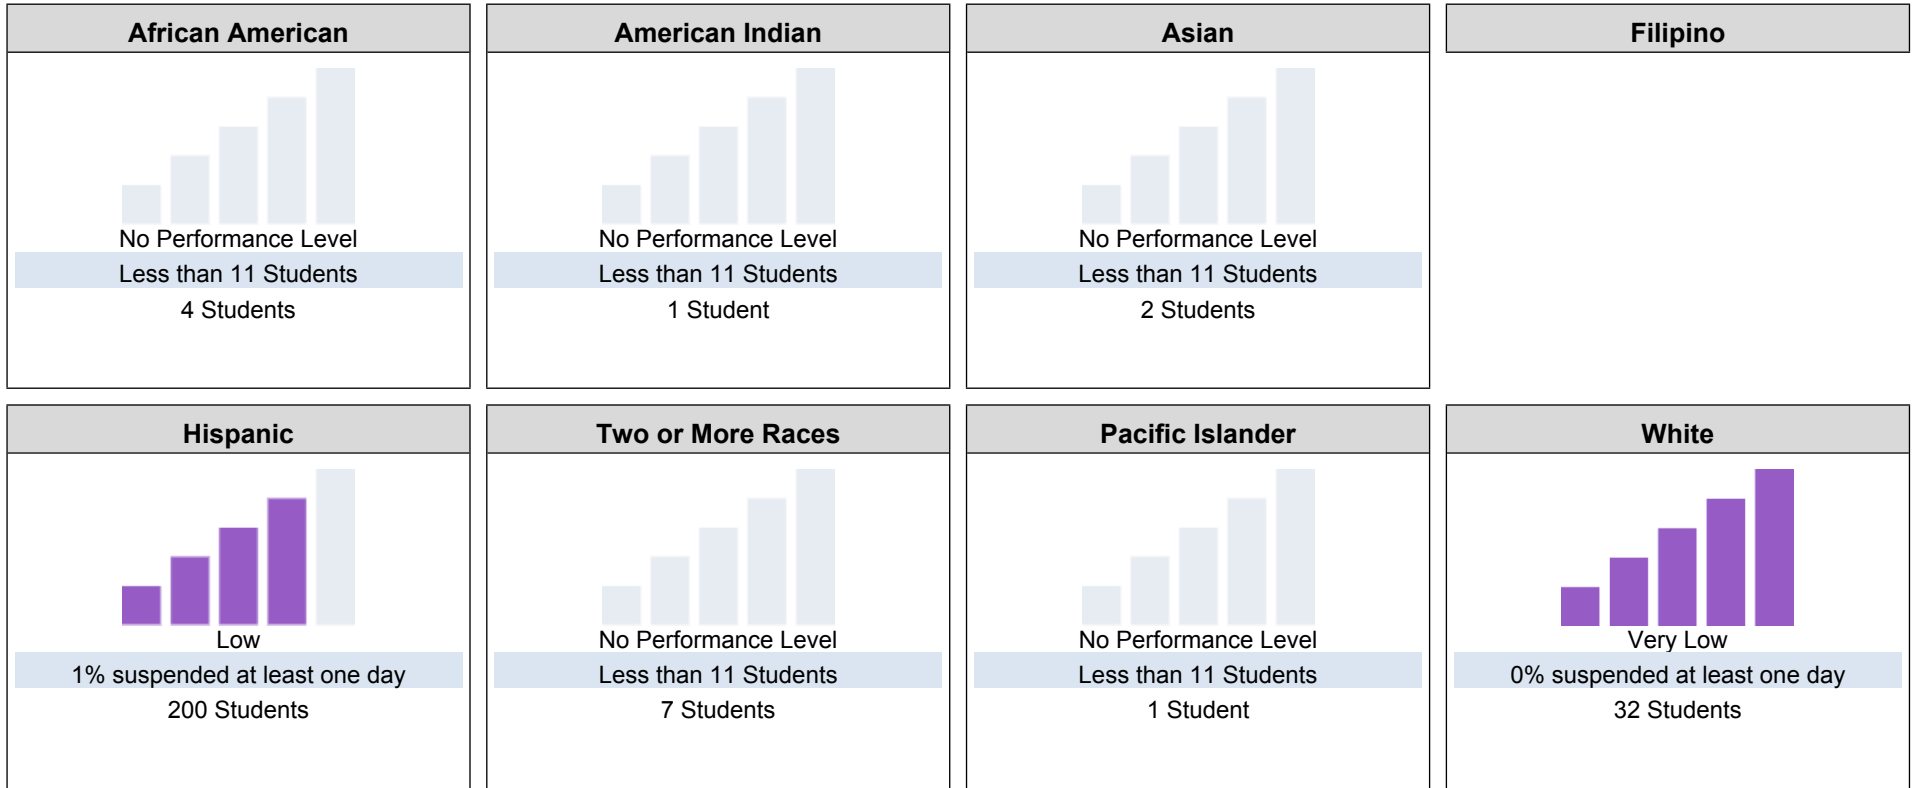 African American
No Performance Level
Less than 11 Students
4 Students
American Indian
No Performance Level
Less than 11 Students
1 Student
Asian
No Performance Level
Less than 11 Students
2 Students
Filipino
Hispanic
Low
1% suspended at least one day
200 Students
Two or More Races
No Performance Level
Less than 11 Students
7 Students
Pacific Islander
No Performance Level
Less than 11 Students
1 Student
White
Very Low
0% suspended at least one day
32 Students